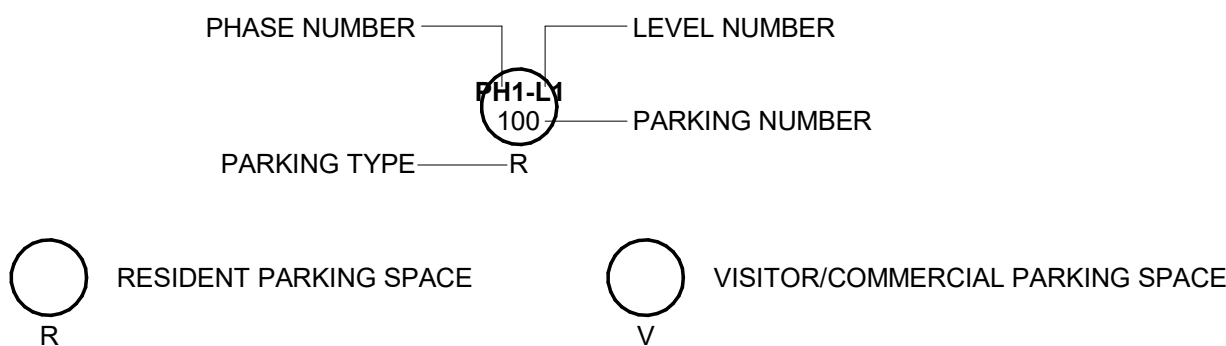 PHASE NUMBER LEVEL NUMBER
PH1-L1
100 PARKING NUMBER
PARKING TYPE R
RESIDENT PARKING SPACE VISITOR/COMMERCIAL PARKING SPACE
R V